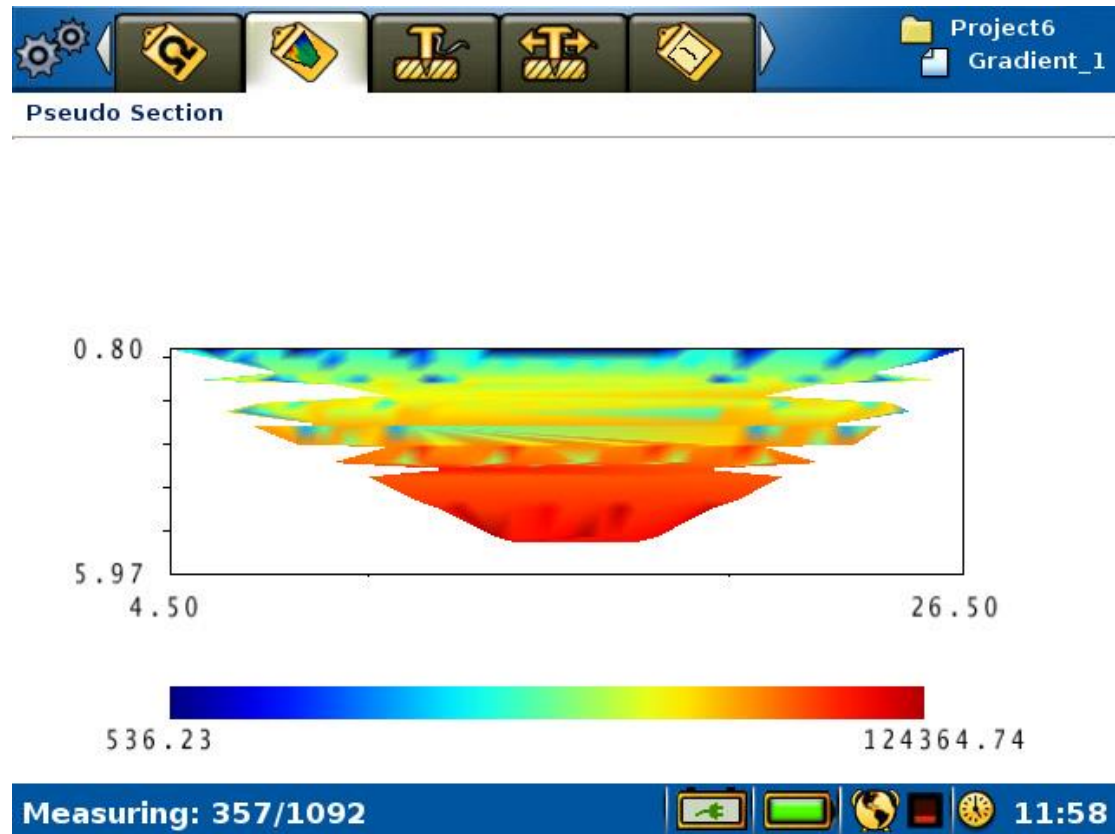 Project6
Gradient_1
Pseudo Section
0.80
5.97
4.50 26.50
536.23 124364.74
Measuring: 357/1092 11:58